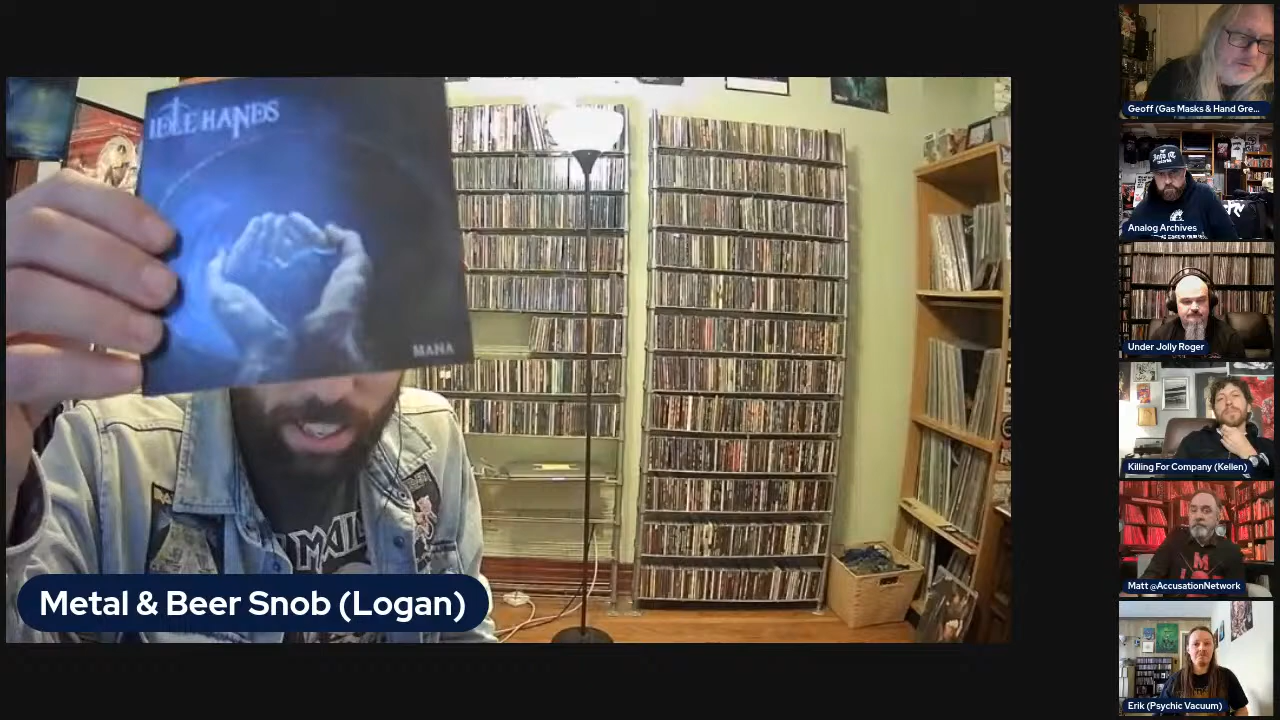 IDLE HANDS
MANA
Metal & Beer Snob (Logan)
Geoff (Gas Masks & Hand Gre...
Analog Archives
Under Jolly Roger
Killing For Company (Kellen)
Matt @AccusationNetwork
Erik (Psychic Vacuum)